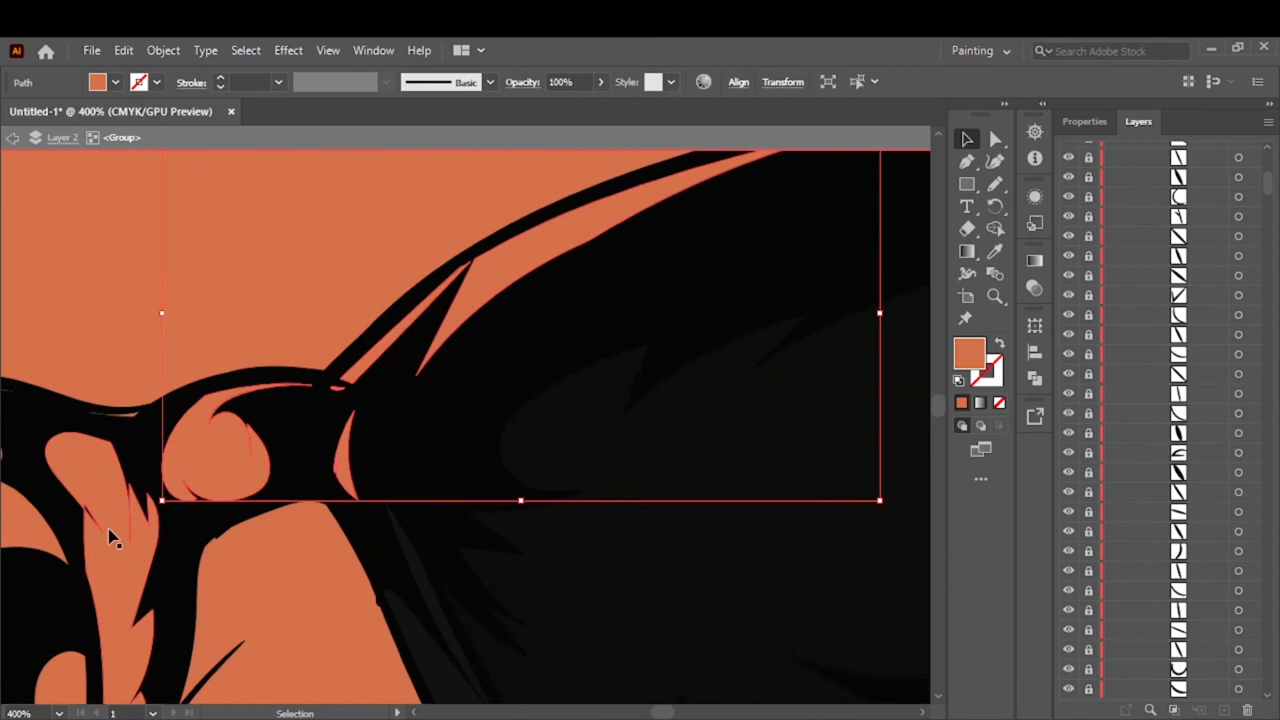 Ai File Edit Object Type Select Effect View Window Help Painting Search Adobe Stock
Path Stroke: Basic Opacity: 100% Style: Align Transform
Untitled-1* @ 400% (CMYK/GPU Preview)
Layer 2 <Group>
Properties Layers
400% 1 Selection